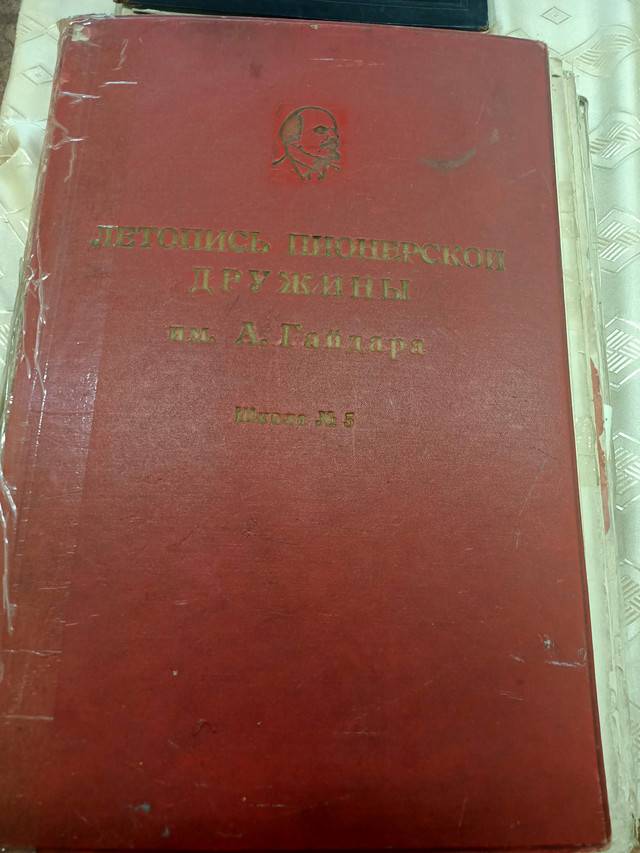 ЛЕТОПИСЬ ПИОНЕРСКОЙ
ДРУЖИНЫ
им. А. Гайдара
Школа № 5